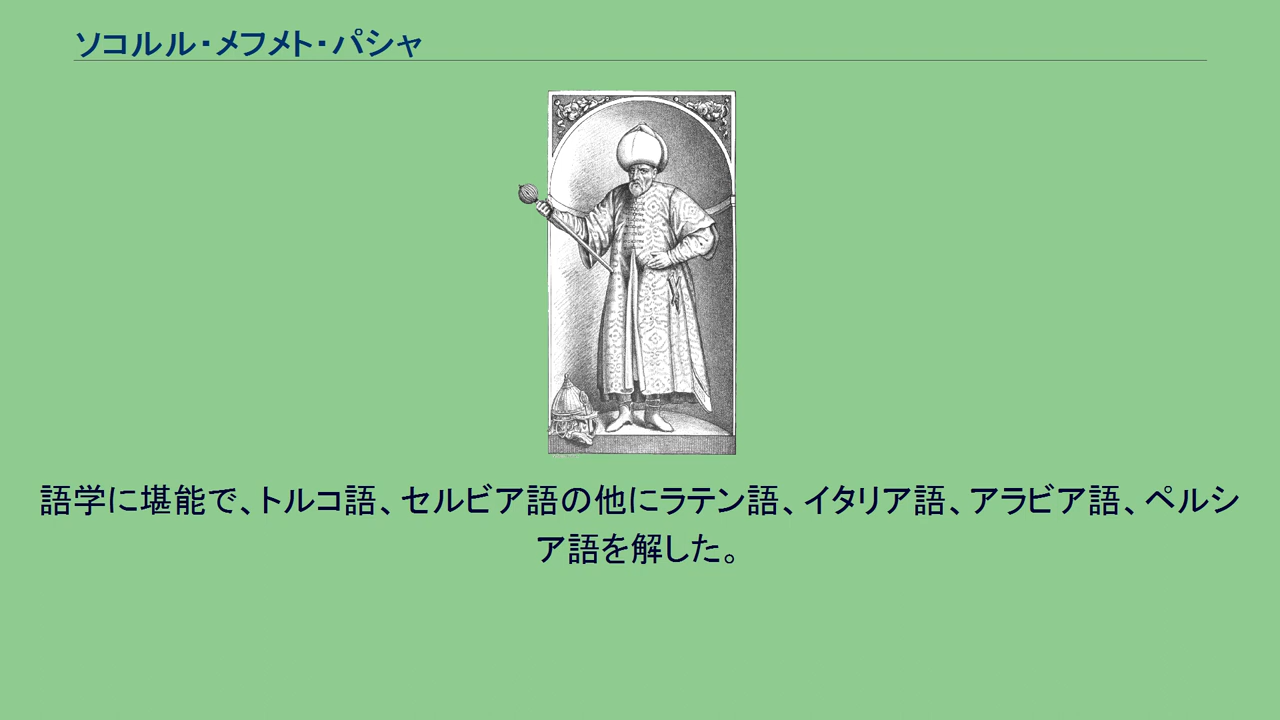 ソコルル・メフメト・パシャ
語学に堪能で、トルコ語、セルビア語の他にラテン語、イタリア語、アラビア語、ペルシ
ア語を解した。